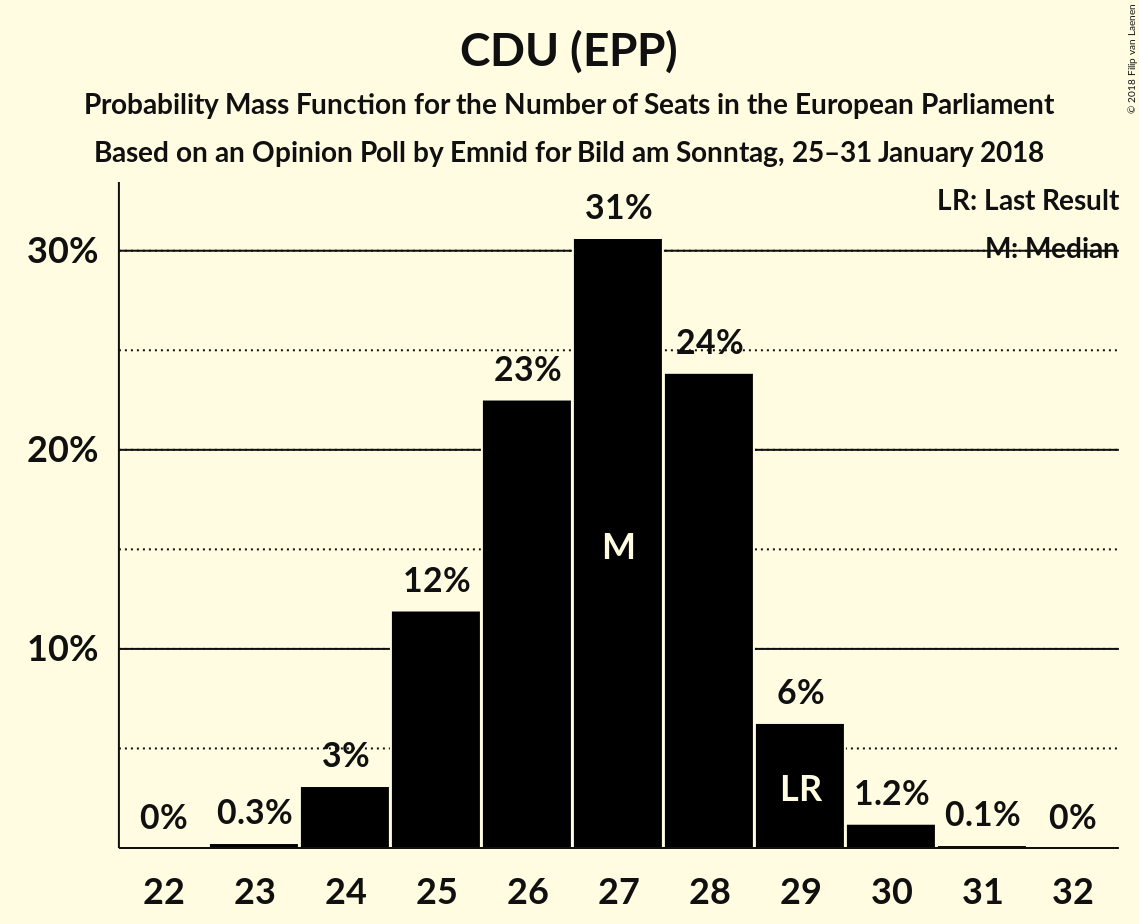 CDU (EPP)
Probability Mass Function for the Number of Seats in the European Parliament
Based on an Opinion Poll by Emnid for Bild am Sonntag, 25–31 January 2018
© 2018 Filip van Laenen
LR: Last Result
M: Median
30%
20%
10%
0%
0.3%
3%
12%
23%
31%
24%
6%
1.2%
0.1%
0%
M
LR
22 23 24 25 26 27 28 29 30 31 32